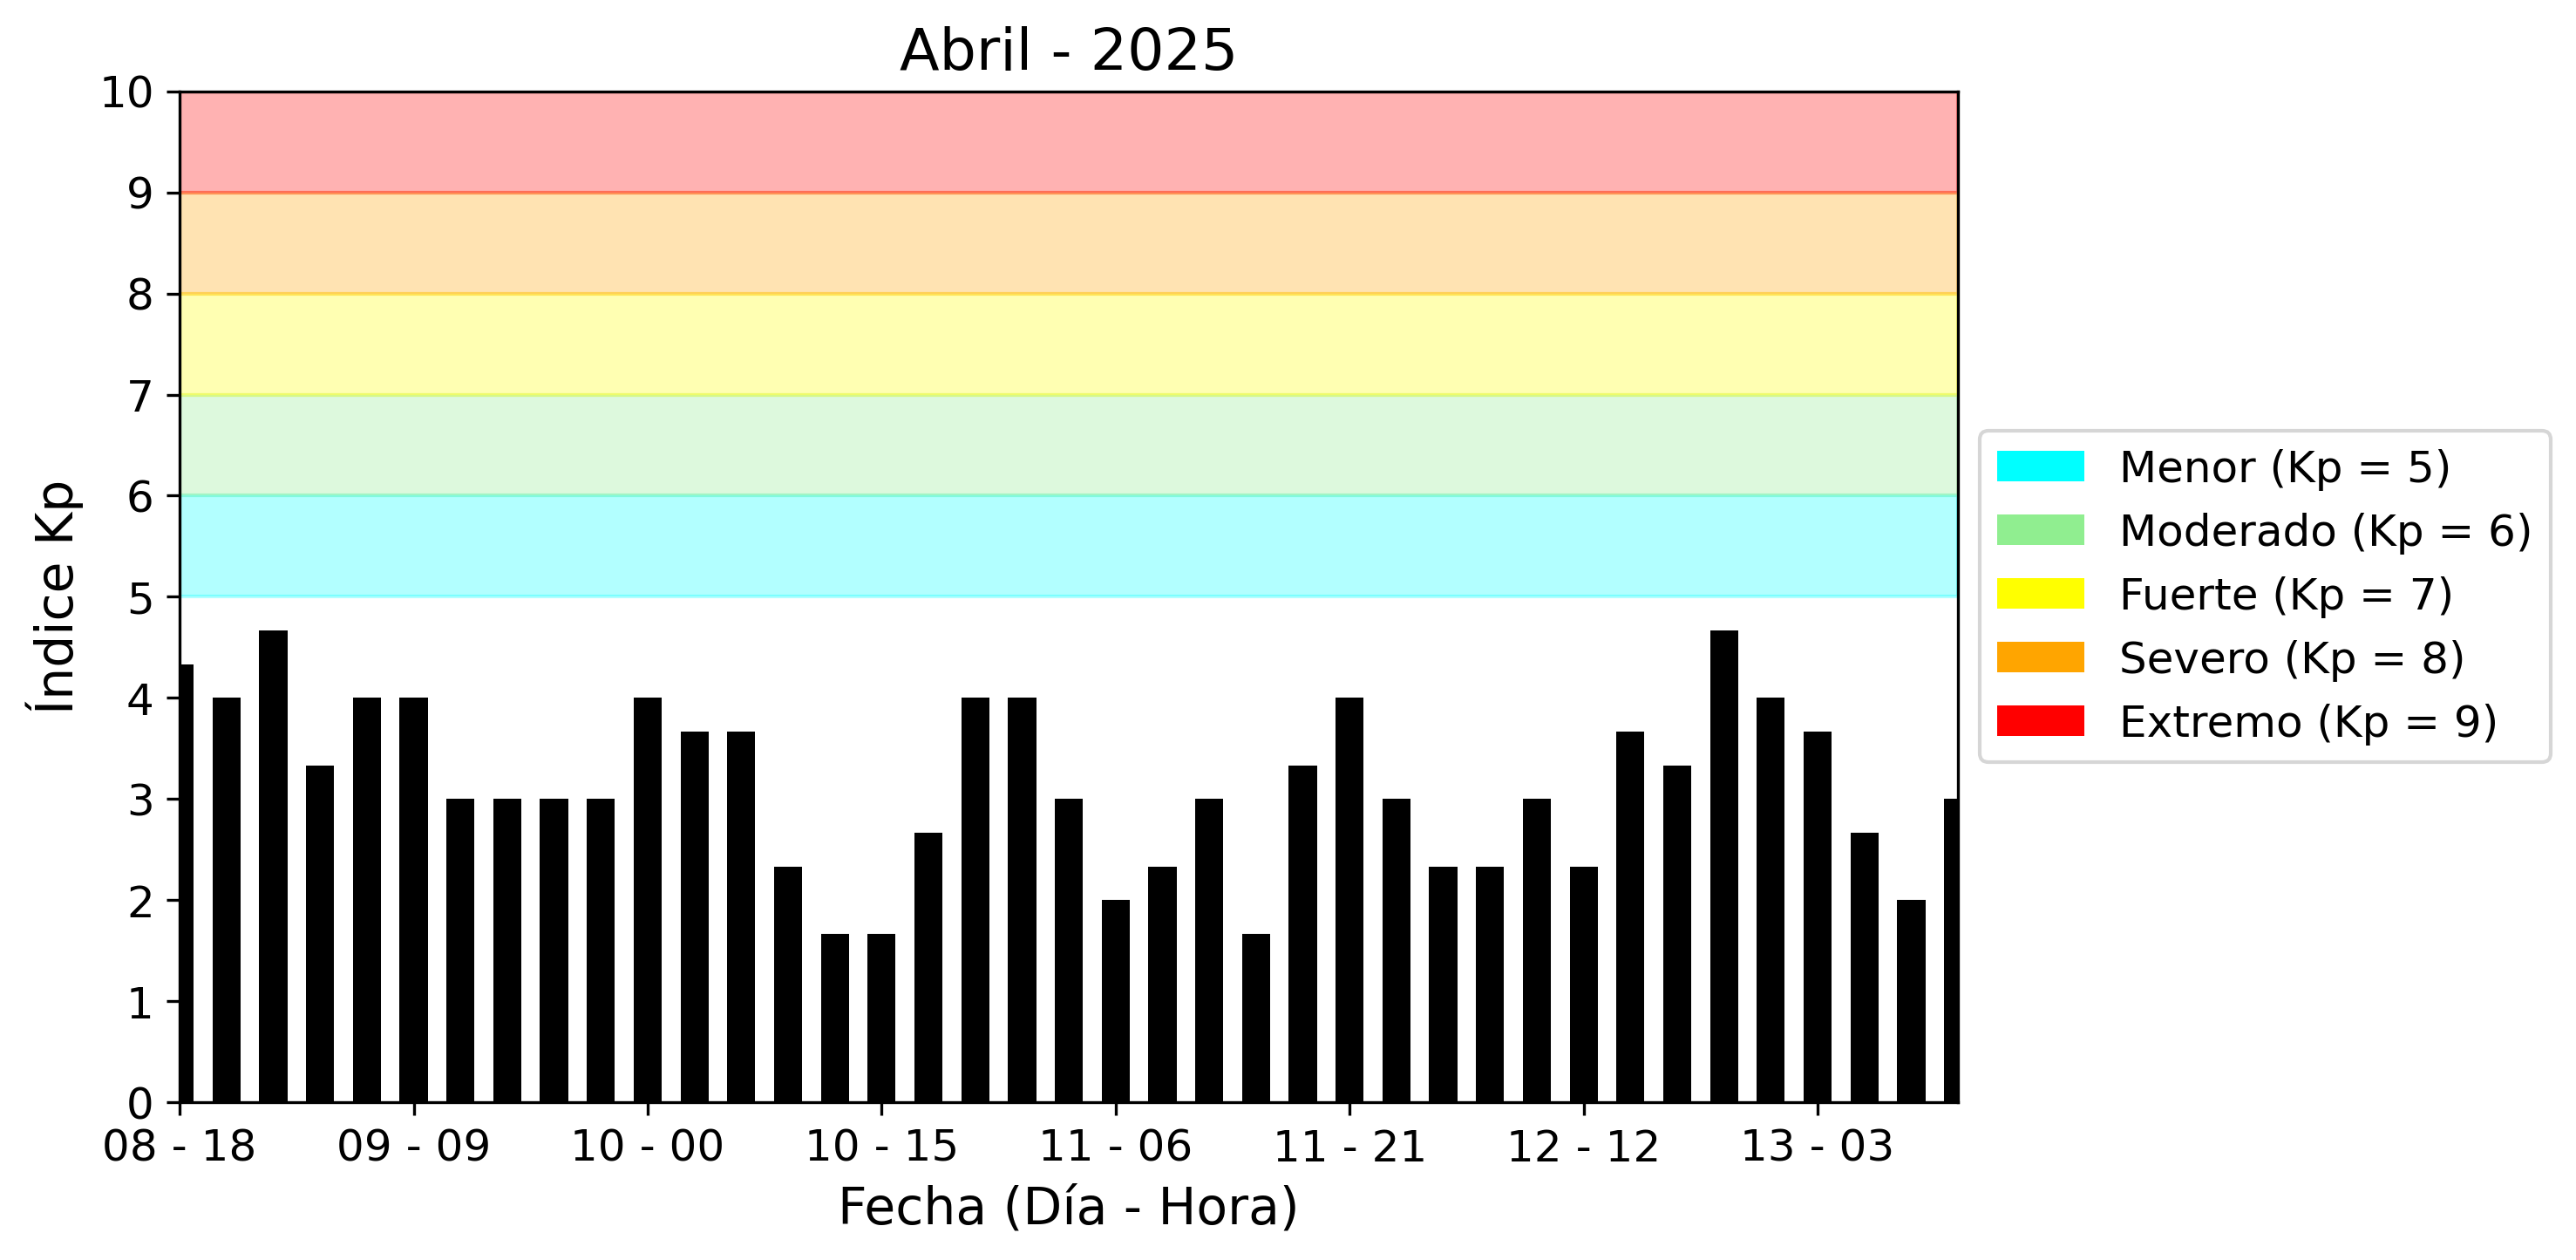 Abril - 2025
10
9
8
7
6
5
4
3
2
1
0
Índice Kp
08 - 18
09 - 09
10 - 00
10 - 15
11 - 06
11 - 21
12 - 12
13 - 03
Fecha (Día - Hora)
Menor (Kp = 5)
Moderado (Kp = 6)
Fuerte (Kp = 7)
Severo (Kp = 8)
Extremo (Kp = 9)